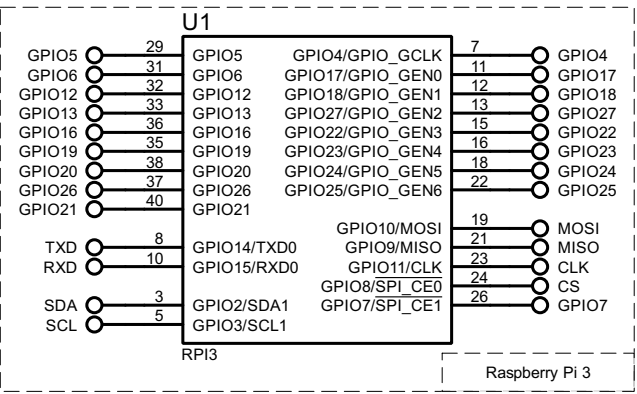 U1
GPIO5 29 GPIO5 GPIO4/GPIO_GCLK 7 GPIO4
GPIO6 31 GPIO6 GPIO17/GPIO_GEN0 11 GPIO17
GPIO12 32 GPIO12 GPIO18/GPIO_GEN1 12 GPIO18
GPIO13 33 GPIO13 GPIO27/GPIO_GEN2 13 GPIO27
GPIO16 36 GPIO16 GPIO22/GPIO_GEN3 15 GPIO22
GPIO19 35 GPIO19 GPIO23/GPIO_GEN4 16 GPIO23
GPIO20 38 GPIO20 GPIO24/GPIO_GEN5 18 GPIO24
GPIO26 37 GPIO26 GPIO25/GPIO_GEN6 22 GPIO25
GPIO21 40 GPIO21
GPIO10/MOSI 19 MOSI
TXD 8 GPIO14/TXD0 GPIO9/MISO 21 MISO
RXD 10 GPIO15/RXD0 GPIO11/CLK 23 CLK
GPIO8/SPI_CE0 24 CS
SDA 3 GPIO2/SDA1 GPIO7/SPI_CE1 26 GPIO7
SCL 5 GPIO3/SCL1
RPI3
Raspberry Pi 3